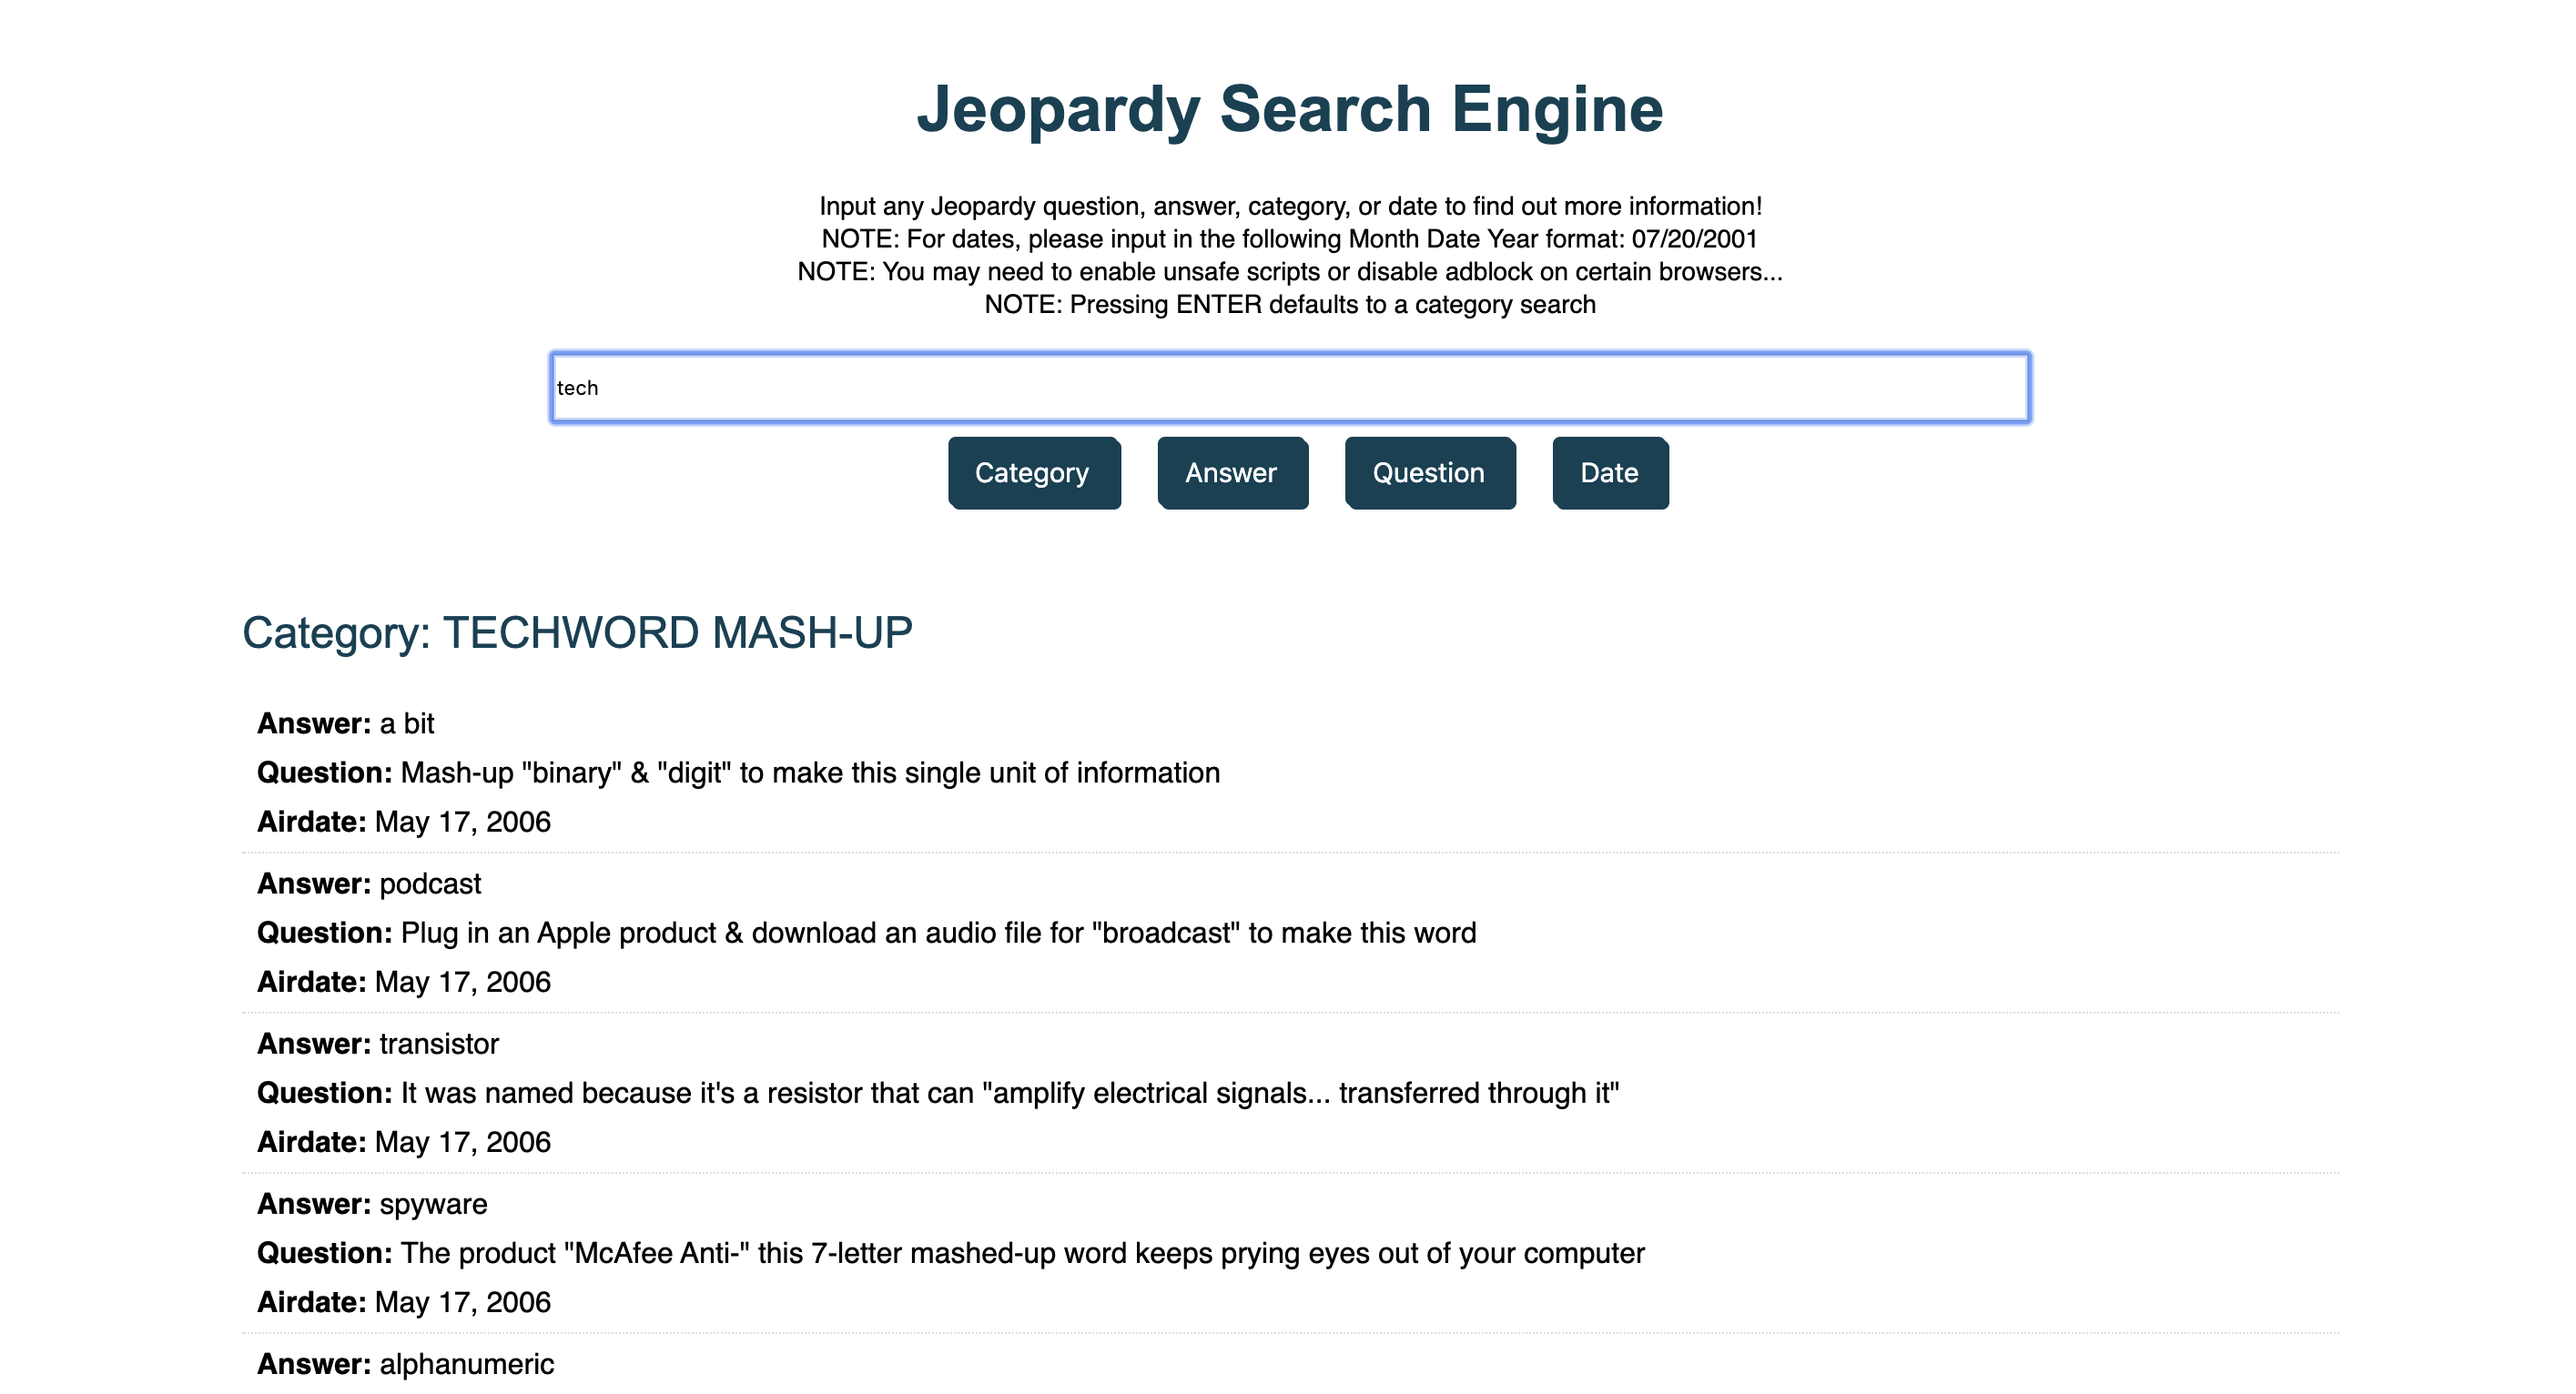 Jeopardy Search Engine
Input any Jeopardy question, answer, category, or date to find out more information!
NOTE: For dates, please input in the following Month Date Year format: 07/20/2001
NOTE: You may need to enable unsafe scripts or disable adblock on certain browsers...
NOTE: Pressing ENTER defaults to a category search
tech
Category Answer Question Date
Category: TECHWORD MASH-UP
Answer: a bit
Question: Mash-up "binary" & "digit" to make this single unit of information
Airdate: May 17, 2006
Answer: podcast
Question: Plug in an Apple product & download an audio file for "broadcast" to make this word
Airdate: May 17, 2006
Answer: transistor
Question: It was named because it's a resistor that can "amplify electrical signals... transferred through it"
Airdate: May 17, 2006
Answer: spyware
Question: The product "McAfee Anti-" this 7-letter mashed-up word keeps prying eyes out of your computer
Airdate: May 17, 2006
Answer: alphanumeric